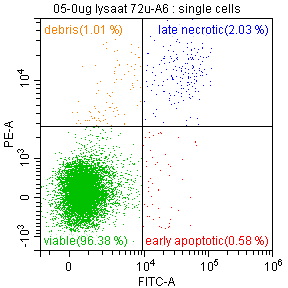 05-0ug lysaat 72u-A6 : single cells
debris(1.01 %)
late necrotic(2.03 %)
PE-A
10^4
10^3
0
-10^3
viable(96.38 %)
early apoptotic(0.58 %)
0
10^4
10^5
10^6
FITC-A